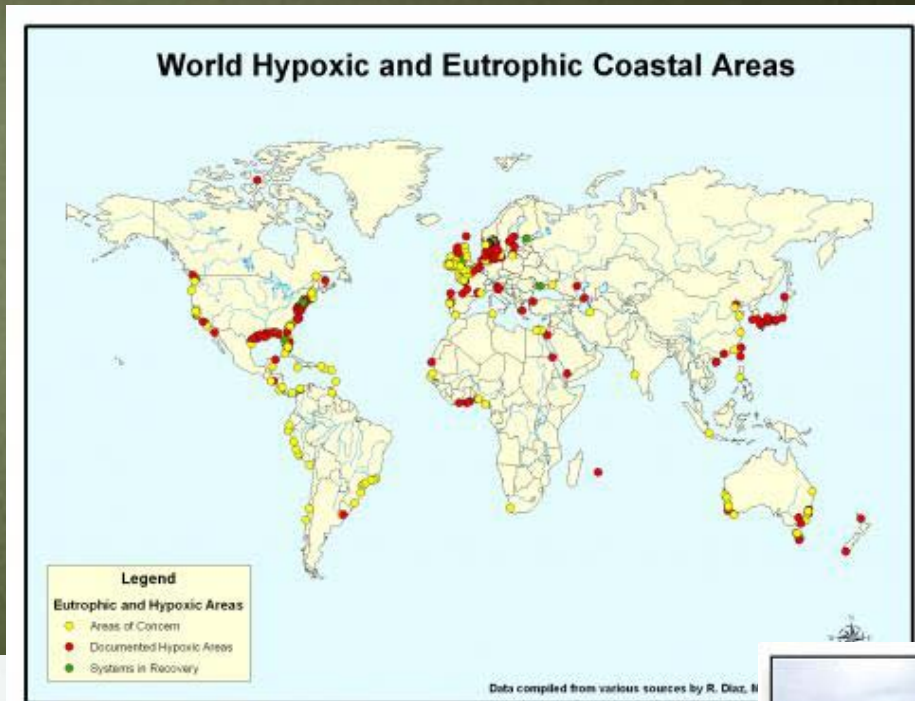 World Hypoxic and Eutrophic Coastal Areas
Legend
Eutrophic and Hypoxic Areas
Areas of Concern
Documented Hypoxic Areas
Systems in Recovery
Data compiled from various sources by R. Diaz,